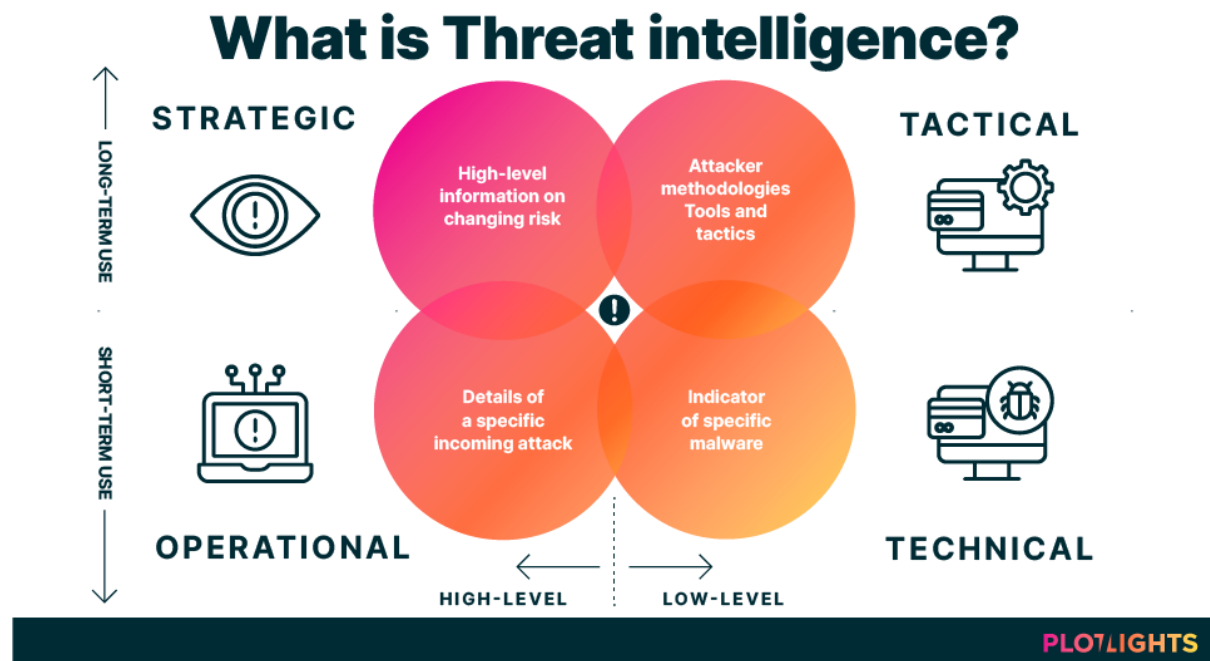 What is Threat intelligence?
STRATEGIC
TACTICAL
LONG-TERM USE
High-level
information on
changing risk
Attacker
methodologies
Tools and
tactics
SHORT-TERM USE
Details of
a specific
incoming attack
Indicator
of specific
malware
OPERATIONAL
TECHNICAL
HIGH-LEVEL
LOW-LEVEL
PLOTLIGHTS